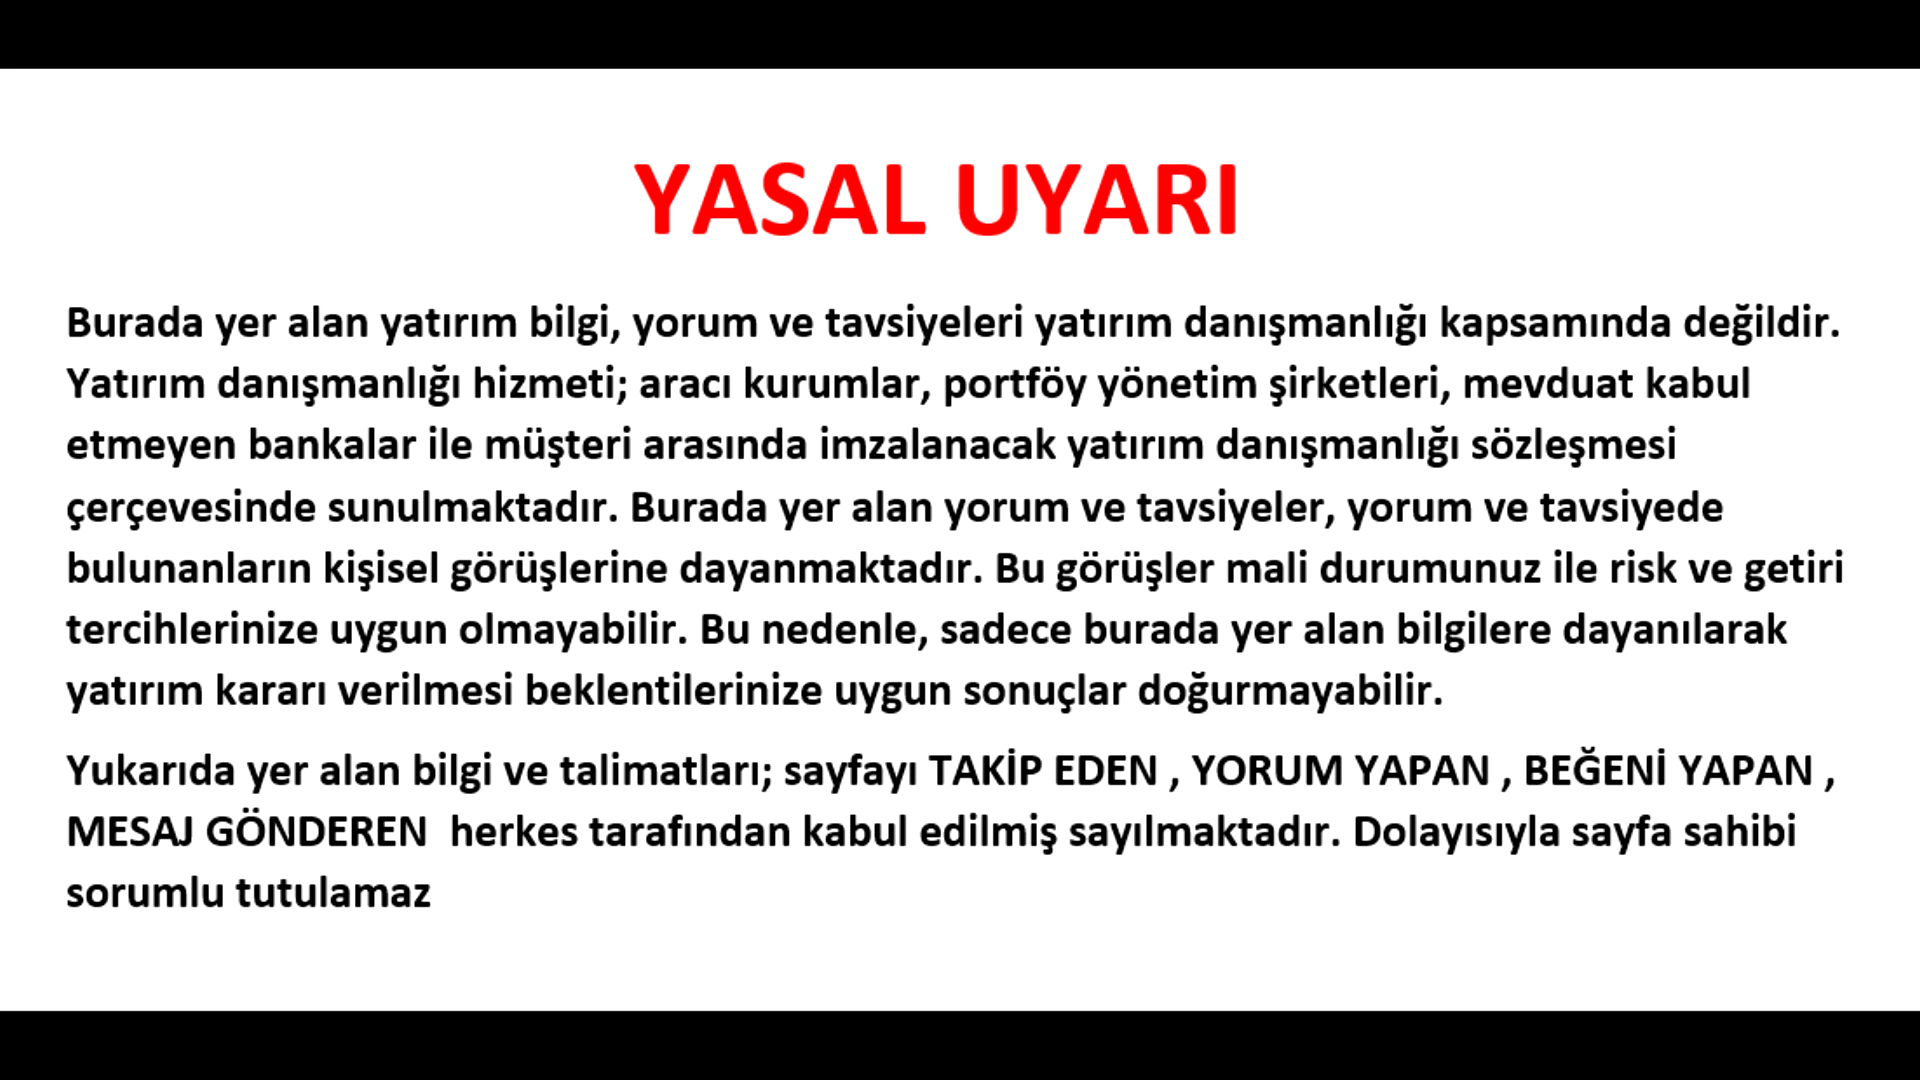 YASAL UYARI
Burada yer alan yatırım bilgi, yorum ve tavsiyeleri yatırım danışmanlığı kapsamında değildir.
Yatırım danışmanlığı hizmeti; aracı kurumlar, portföy yönetim şirketleri, mevduat kabul
etmeyen bankalar ile müşteri arasında imzalanacak yatırım danışmanlığı sözleşmesi
çerçevesinde sunulmaktadır. Burada yer alan yorum ve tavsiyeler, yorum ve tavsiyede
bulunanların kişisel görüşlerine dayanmaktadır. Bu görüşler mali durumunuz ile risk ve getiri
tercihlerinize uygun olmayabilir. Bu nedenle, sadece burada yer alan bilgilere dayanılarak
yatırım kararı verilmesi beklentilerinize uygun sonuçlar doğurmayabilir.
Yukarıda yer alan bilgi ve talimatları; sayfayı TAKİP EDEN , YORUM YAPAN , BEĞENİ YAPAN ,
MESAJ GÖNDEREN  herkes tarafından kabul edilmiş sayılmaktadır. Dolayısıyla sayfa sahibi
sorumlu tutulamaz